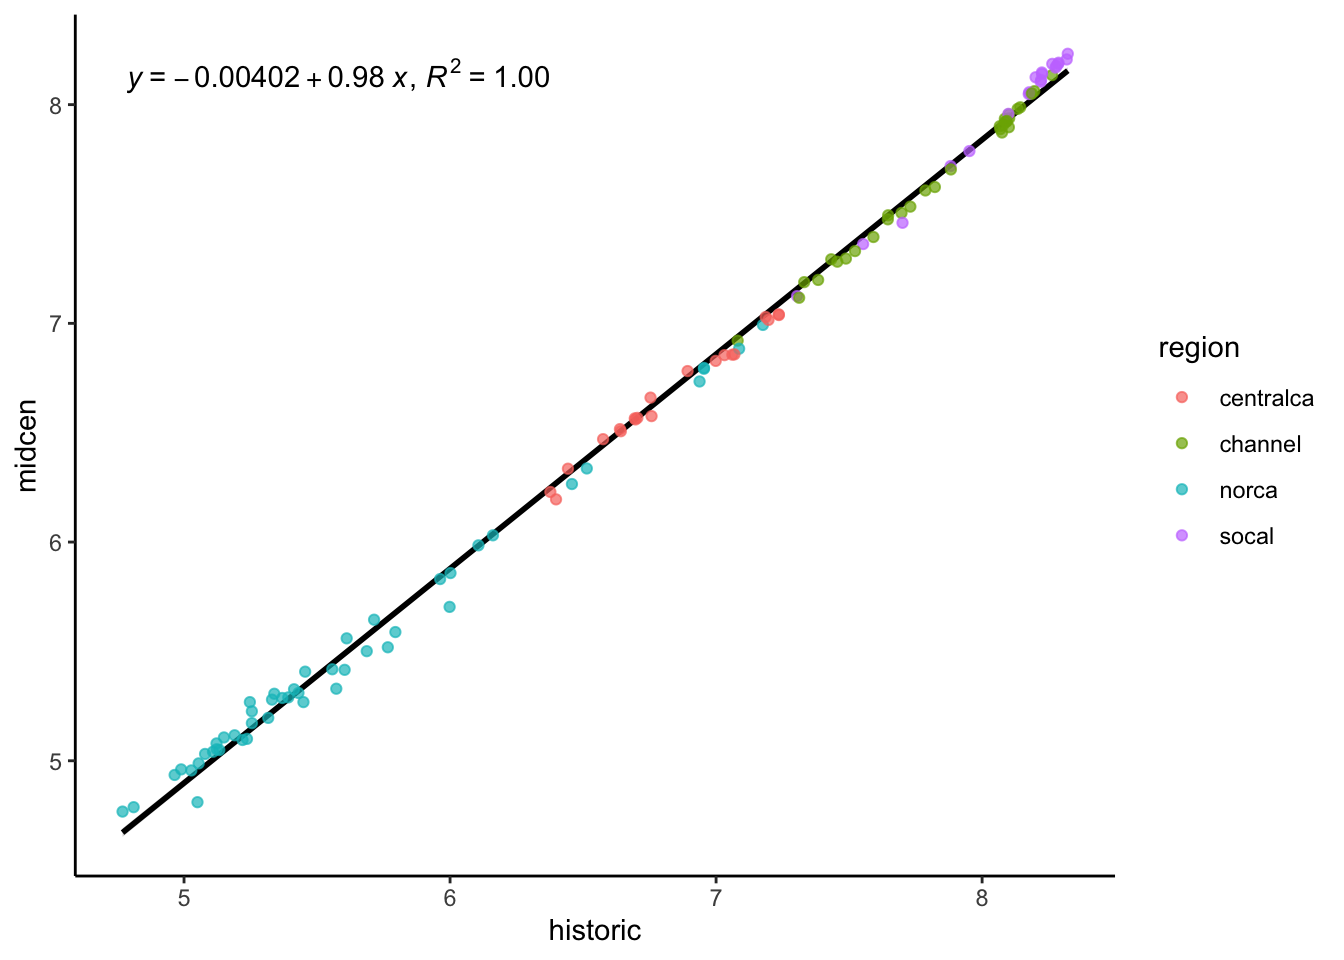 y = − 0.00402 + 0.98 x, R² = 1.00
8
7
6
5
midcen
5 6 7 8
historic
region
centralca
channel
norca
socal